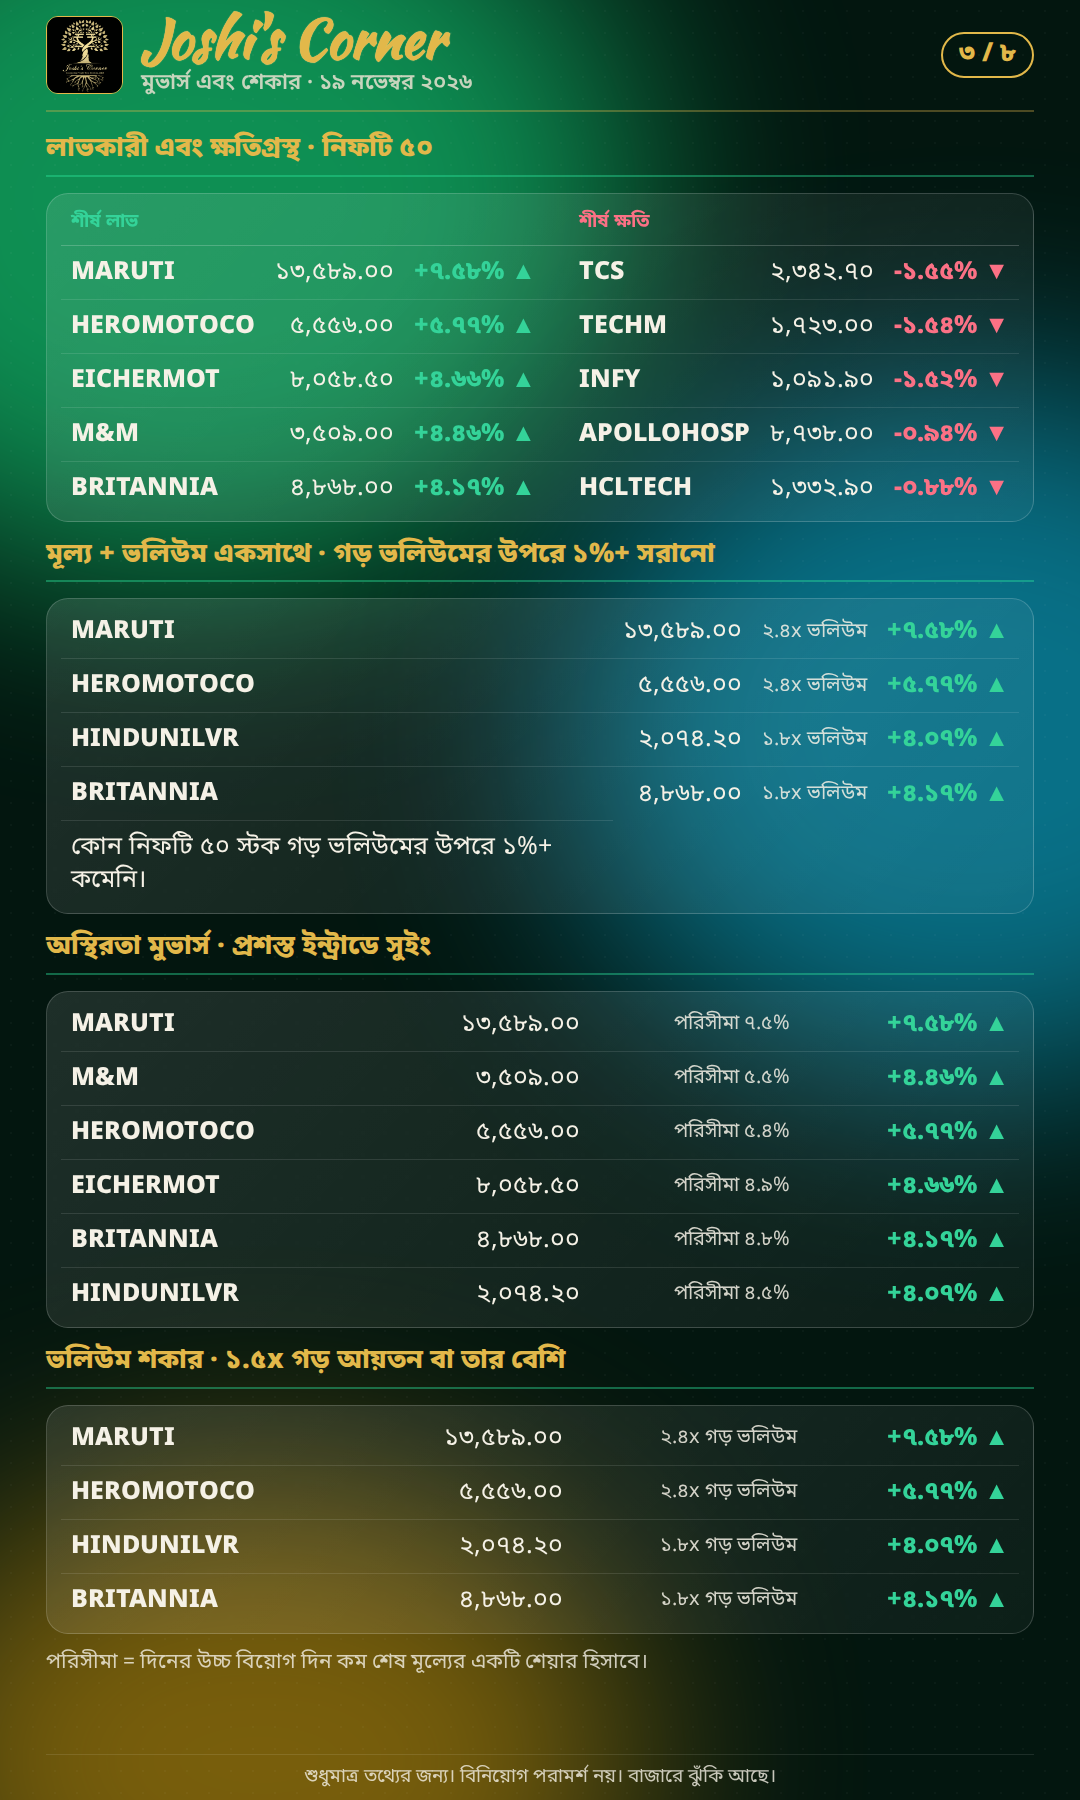 Joshi's Corner
মুভার্স এবং শেকার · ১৯ নভেম্বর ২০২৬
৩ / ৮
লাভকারী এবং ক্ষতিগ্রস্থ · নিফটি ৫০
শীর্ষ লাভ শীর্ষ ক্ষতি
MARUTI ১৩,৫৮৯.০০ +৭.৫৮% ▲ TCS ২,৩৪২.৭০ -১.৫৫% ▼
HEROMOTOCO ৫,৫৫৬.০০ +৫.৭৭% ▲ TECHM ১,৭২৩.০০ -১.৫৪% ▼
EICHERMOT ৮,০৫৮.৫০ +৪.৬৬% ▲ INFY ১,০৯১.৯০ -১.৫২% ▼
M&M ৩,৫০৯.০০ +৪.৪৬% ▲ APOLLOHOSP ৮,৭৩৮.০০ -০.৯৪% ▼
BRITANNIA ৪,৮৬৮.০০ +৪.১৭% ▲ HCLTECH ১,৩৩২.৯০ -০.৮৮% ▼
মূল্য + ভলিউম একসাথে · গড় ভলিউমের উপরে ১%+ সরানো
MARUTI ১৩,৫৮৯.০০ ২.৪x ভলিউম +৭.৫৮% ▲
HEROMOTOCO ৫,৫৫৬.০০ ২.৪x ভলিউম +৫.৭৭% ▲
HINDUNILVR ২,০৭৪.২০ ১.৮x ভলিউম +৪.০৭% ▲
BRITANNIA ৪,৮৬৮.০০ ১.৮x ভলিউম +৪.১৭% ▲
কোন নিফটি ৫০ স্টক গড় ভলিউমের উপরে ১%+
কমেনি।
অস্থিরতা মুভার্স · প্রশস্ত ইন্ট্রাডে সুইং
MARUTI ১৩,৫৮৯.০০ পরিসীমা ৭.৫% +৭.৫৮% ▲
M&M ৩,৫০৯.০০ পরিসীমা ৫.৫% +৪.৪৬% ▲
HEROMOTOCO ৫,৫৫৬.০০ পরিসীমা ৫.৪% +৫.৭৭% ▲
EICHERMOT ৮,০৫৮.৫০ পরিসীমা ৪.৯% +৪.৬৬% ▲
BRITANNIA ৪,৮৬৮.০০ পরিসীমা ৪.৮% +৪.১৭% ▲
HINDUNILVR ২,০৭৪.২০ পরিসীমা ৪.৫% +৪.০৭% ▲
ভলিউম শকার · ১.৫x গড় আয়তন বা তার বেশি
MARUTI ১৩,৫৮৯.০০ ২.৪x গড় ভলিউম +৭.৫৮% ▲
HEROMOTOCO ৫,৫৫৬.০০ ২.৪x গড় ভলিউম +৫.৭৭% ▲
HINDUNILVR ২,০৭৪.২০ ১.৮x গড় ভলিউম +৪.০৭% ▲
BRITANNIA ৪,৮৬৮.০০ ১.৮x গড় ভলিউম +৪.১৭% ▲
পরিসীমা = দিনের উচ্চ বিয়োগ দিন কম শেষ মূল্যের একটি শেয়ার হিসাবে।
শুধুমাত্র তথ্যের জন্য। বিনিয়োগ পরামর্শ নয়। বাজারে ঝুঁকি আছে।